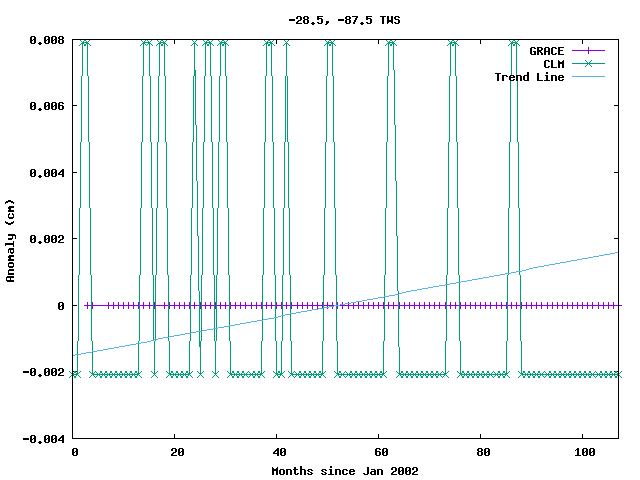 -28.5, -87.5 TWS
GRACE
CLM
Trend Line
0.008
0.006
0.004
0.002
0
-0.002
-0.004
Anomaly (cm)
0 20 40 60 80 100
Months since Jan 2002